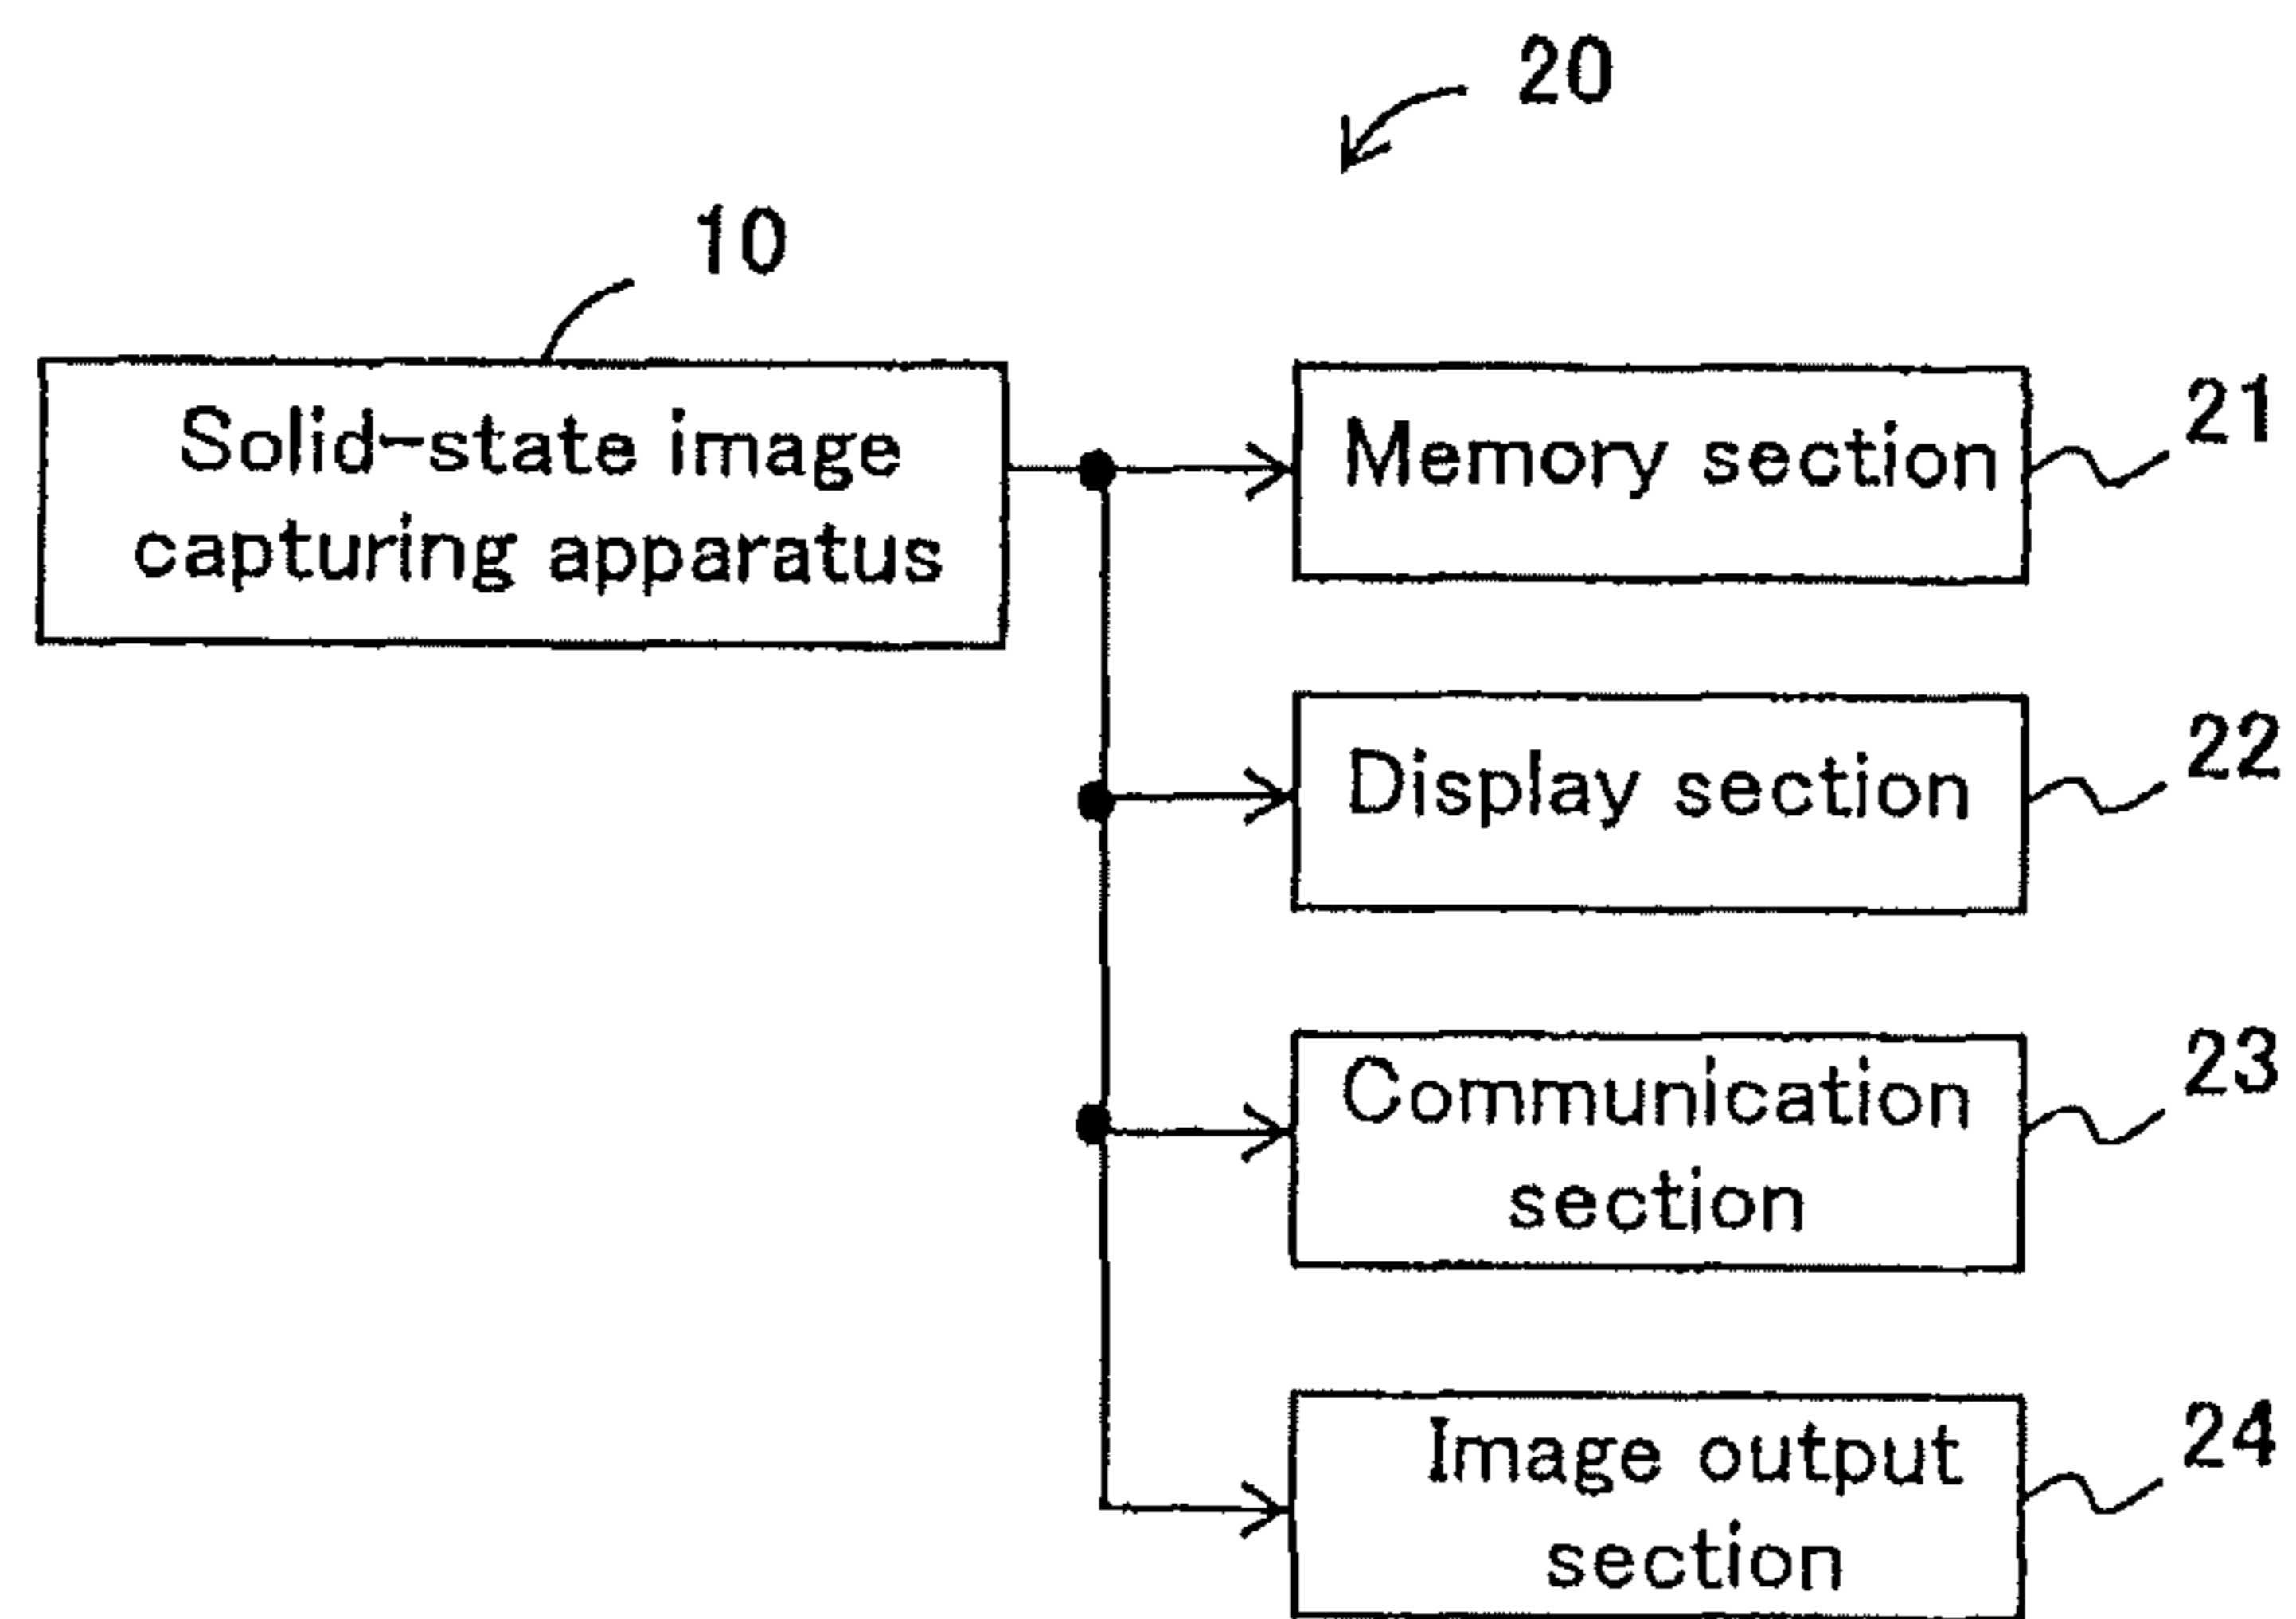 20
10
Solid-state image
capturing apparatus
Memory section
21
Display section
22
Communication
section
23
Image output
section
24